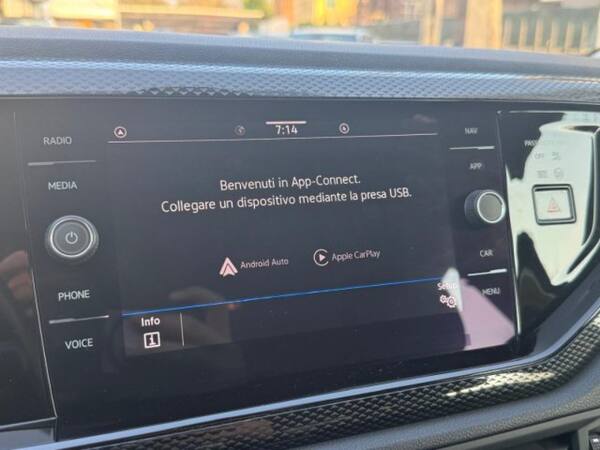 RADIO
MEDIA
PHONE
VOICE
7:14
Benvenuti in App-Connect.
Collegare un dispositivo mediante la presa USB.
Android Auto
Apple CarPlay
Info
Setup
NAV
APP
CAR
MENU
OFF